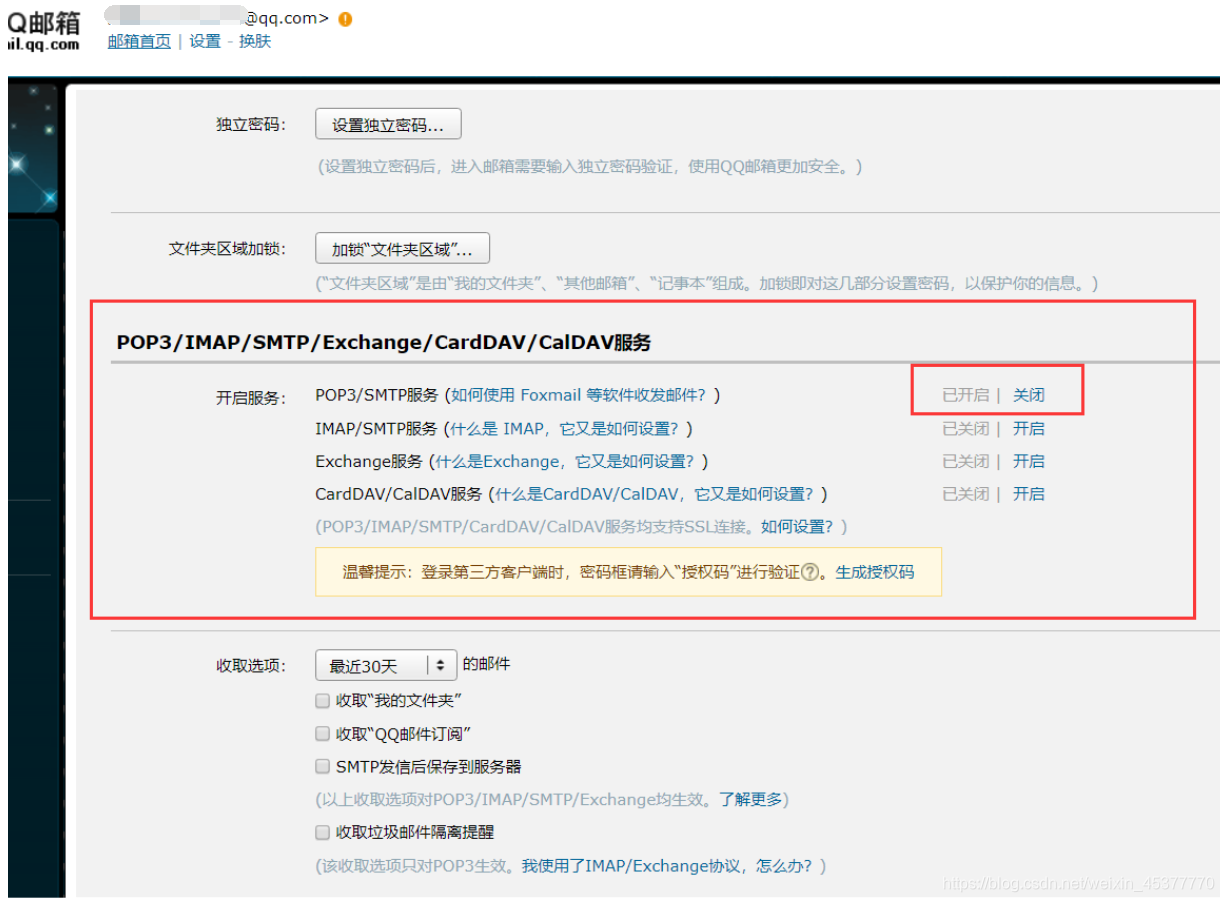 Q邮箱
il.qq.com
@qq.com>
邮箱首页 | 设置 - 换肤
独立密码： 设置独立密码...
(设置独立密码后，进入邮箱需要输入独立密码验证，使用QQ邮箱更加安全。)
文件夹区域加锁： 加锁“文件夹区域”...
(“文件夹区域”是由“我的文件夹”、“其他邮箱”、“记事本”组成。加锁即对这几部分设置密码，以保护你的信息。)
POP3/IMAP/SMTP/Exchange/CardDAV/CalDAV服务
开启服务： POP3/SMTP服务 (如何使用 Foxmail 等软件收发邮件？) 已开启 | 关闭
IMAP/SMTP服务 (什么是 IMAP，它又是如何设置？) 已关闭 | 开启
Exchange服务 (什么是Exchange，它又是如何设置？) 已关闭 | 开启
CardDAV/CalDAV服务 (什么是CardDAV/CalDAV，它又是如何设置？) 已关闭 | 开启
(POP3/IMAP/SMTP/CardDAV/CalDAV服务均支持SSL连接。如何设置？)
温馨提示：登录第三方客户端时，密码框请输入“授权码”进行验证?。生成授权码
收取选项： 最近30天 的邮件
收取“我的文件夹”
收取“QQ邮件订阅”
SMTP发信后保存到服务器
(以上收取选项对POP3/IMAP/SMTP/Exchange均生效。了解更多)
收取垃圾邮件隔离提醒
(该收取选项只对POP3生效。我使用了IMAP/Exchange协议，怎么办？)
https://blog.csdn.net/weixin_45377770